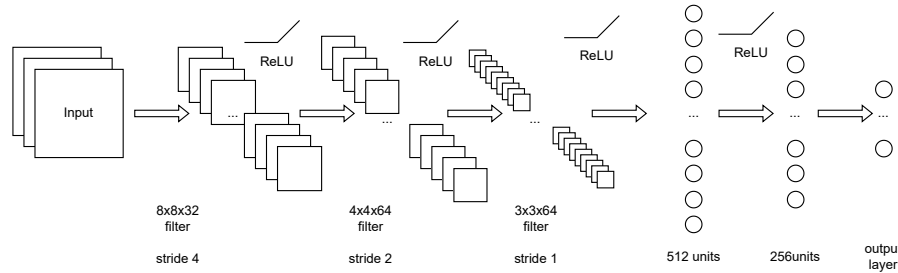 ReLU
ReLU
ReLU
ReLU
Input
...
...
...
...
...
...
8x8x32
filter
4x4x64
filter
3x3x64
filter
stride 4
stride 2
stride 1
512 units
256units
outpu
layer